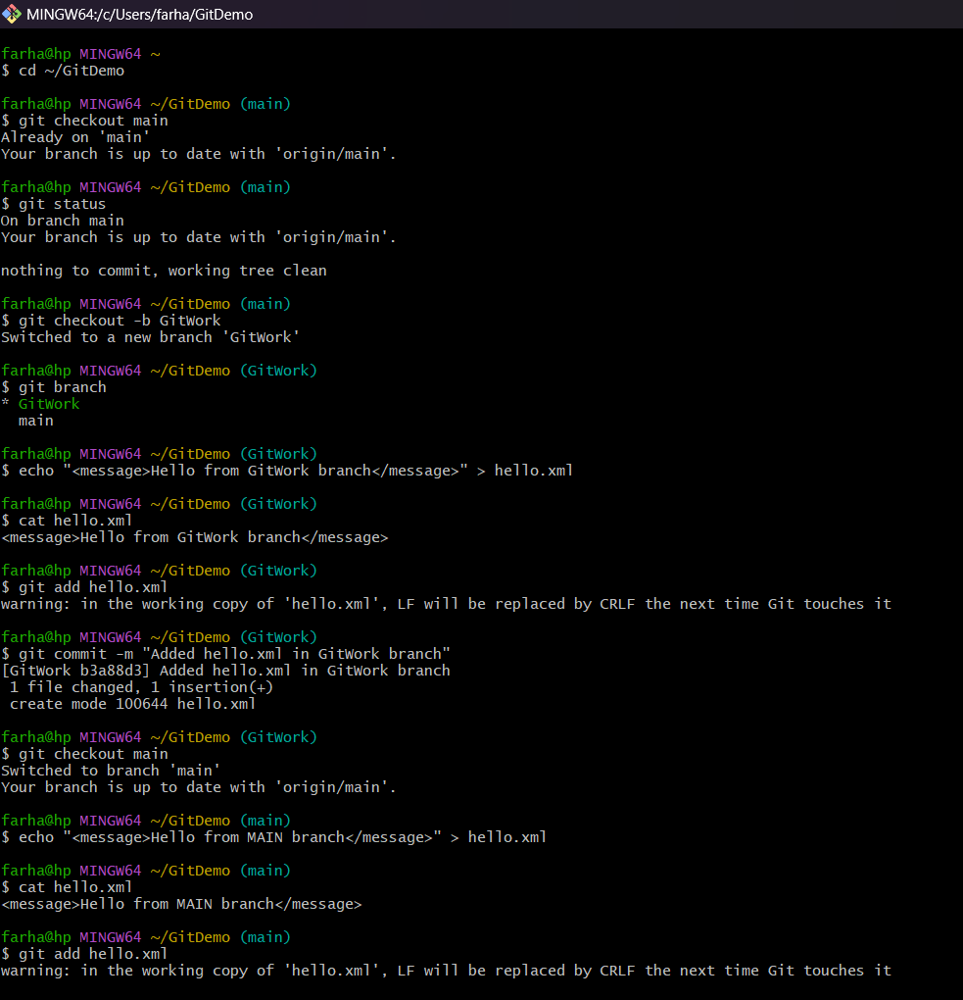 MINGW64:/c/Users/farha/GitDemo
farha@hp MINGW64 ~
$ cd ~/GitDemo
farha@hp MINGW64 ~/GitDemo (main)
$ git checkout main
Already on 'main'
Your branch is up to date with 'origin/main'.
farha@hp MINGW64 ~/GitDemo (main)
$ git status
On branch main
Your branch is up to date with 'origin/main'.
nothing to commit, working tree clean
farha@hp MINGW64 ~/GitDemo (main)
$ git checkout -b GitWork
Switched to a new branch 'GitWork'
farha@hp MINGW64 ~/GitDemo (GitWork)
$ git branch
* GitWork
  main
farha@hp MINGW64 ~/GitDemo (GitWork)
$ echo "<message>Hello from GitWork branch</message>" > hello.xml
farha@hp MINGW64 ~/GitDemo (GitWork)
$ cat hello.xml
<message>Hello from GitWork branch</message>
farha@hp MINGW64 ~/GitDemo (GitWork)
$ git add hello.xml
warning: in the working copy of 'hello.xml', LF will be replaced by CRLF the next time Git touches it
farha@hp MINGW64 ~/GitDemo (GitWork)
$ git commit -m "Added hello.xml in GitWork branch"
[GitWork b3a88d3] Added hello.xml in GitWork branch
 1 file changed, 1 insertion(+)
 create mode 100644 hello.xml
farha@hp MINGW64 ~/GitDemo (GitWork)
$ git checkout main
Switched to branch 'main'
Your branch is up to date with 'origin/main'.
farha@hp MINGW64 ~/GitDemo (main)
$ echo "<message>Hello from MAIN branch</message>" > hello.xml
farha@hp MINGW64 ~/GitDemo (main)
$ cat hello.xml
<message>Hello from MAIN branch</message>
farha@hp MINGW64 ~/GitDemo (main)
$ git add hello.xml
warning: in the working copy of 'hello.xml', LF will be replaced by CRLF the next time Git touches it